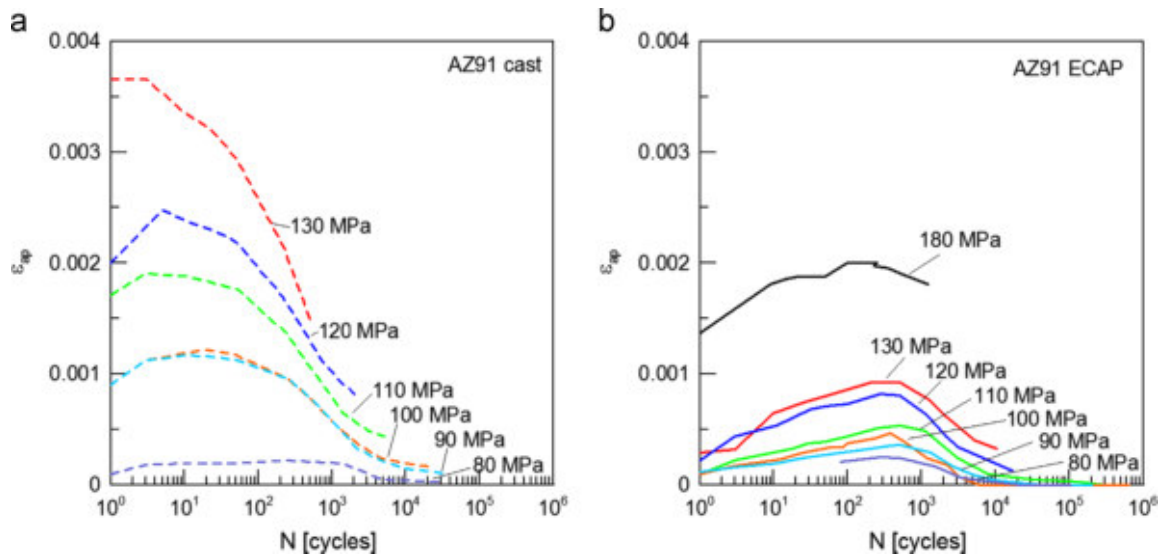 a
0.004
AZ91 cast
0.003
0.002
0.001
0
ε_ap
130 MPa
120 MPa
110 MPa
100 MPa
90 MPa
80 MPa
10^0 10^1 10^2 10^3 10^4 10^5 10^6
N [cycles]
b
0.004
AZ91 ECAP
0.003
0.002
0.001
0
ε_ap
180 MPa
130 MPa
120 MPa
110 MPa
100 MPa
90 MPa
80 MPa
10^0 10^1 10^2 10^3 10^4 10^5 10^6
N [cycles]